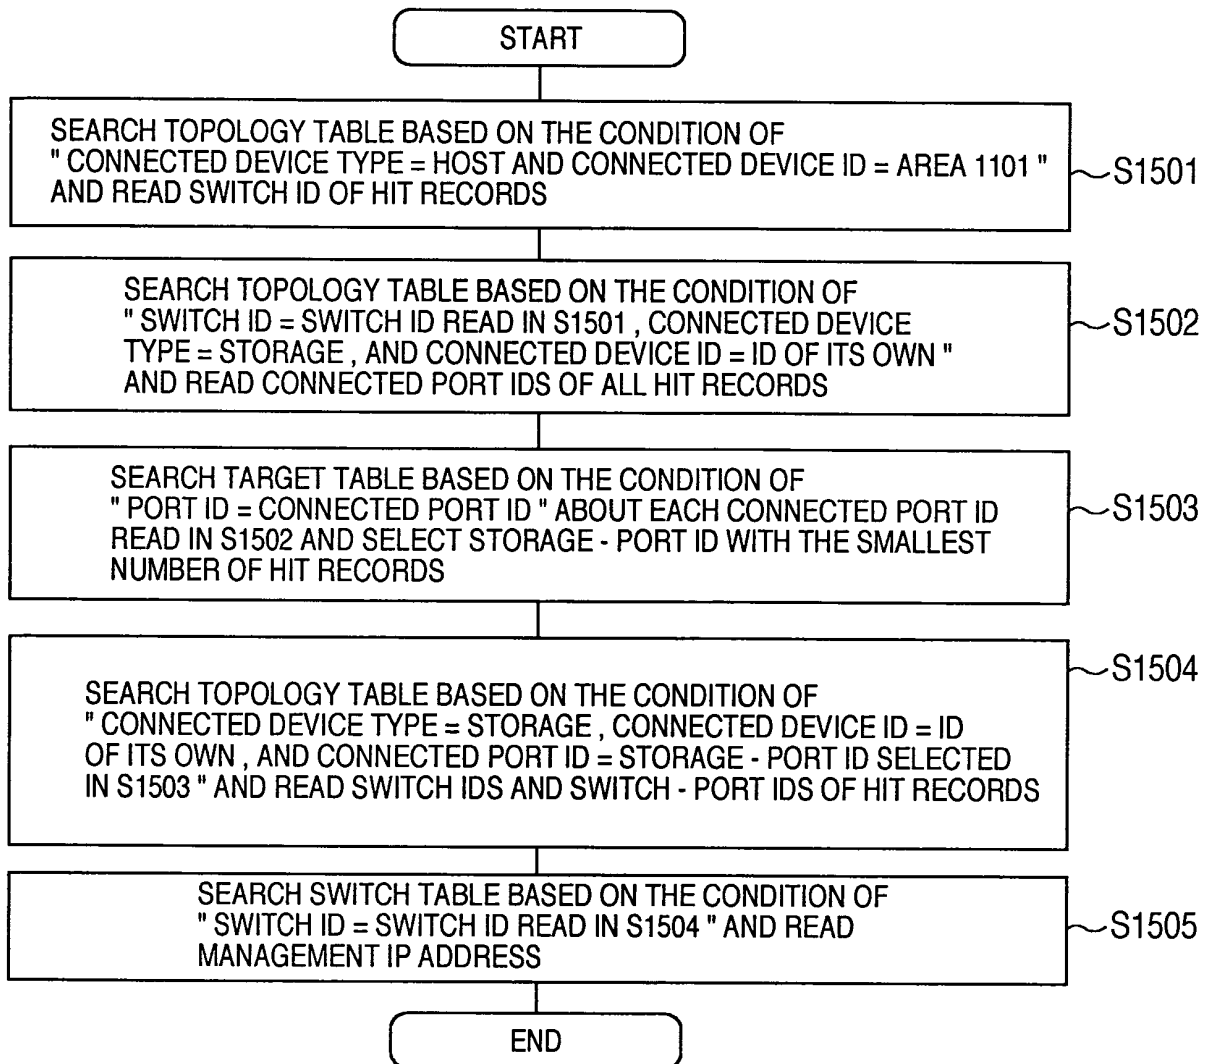 START
SEARCH TOPOLOGY TABLE BASED ON THE CONDITION OF
" CONNECTED DEVICE TYPE = HOST AND CONNECTED DEVICE ID = AREA 1101 "
AND READ SWITCH ID OF HIT RECORDS
S1501
SEARCH TOPOLOGY TABLE BASED ON THE CONDITION OF
" SWITCH ID = SWITCH ID READ IN S1501 , CONNECTED DEVICE
TYPE = STORAGE , AND CONNECTED DEVICE ID = ID OF ITS OWN "
AND READ CONNECTED PORT IDS OF ALL HIT RECORDS
S1502
SEARCH TARGET TABLE BASED ON THE CONDITION OF
" PORT ID = CONNECTED PORT ID " ABOUT EACH CONNECTED PORT ID
READ IN S1502 AND SELECT STORAGE - PORT ID WITH THE SMALLEST
NUMBER OF HIT RECORDS
S1503
SEARCH TOPOLOGY TABLE BASED ON THE CONDITION OF
" CONNECTED DEVICE TYPE = STORAGE , CONNECTED DEVICE ID = ID
OF ITS OWN , AND CONNECTED PORT ID = STORAGE - PORT ID SELECTED
IN S1503 " AND READ SWITCH IDS AND SWITCH - PORT IDS OF HIT RECORDS
S1504
SEARCH SWITCH TABLE BASED ON THE CONDITION OF
" SWITCH ID = SWITCH ID READ IN S1504 " AND READ
MANAGEMENT IP ADDRESS
S1505
END